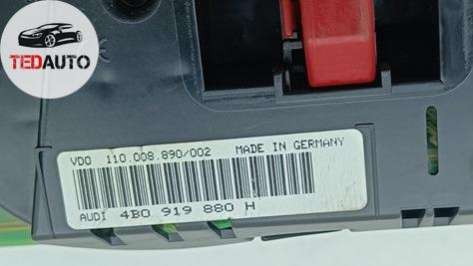 TEDAUTO
VDO 110.008.890/002 MADE IN GERMANY
AUDI 4B0 919 880 H